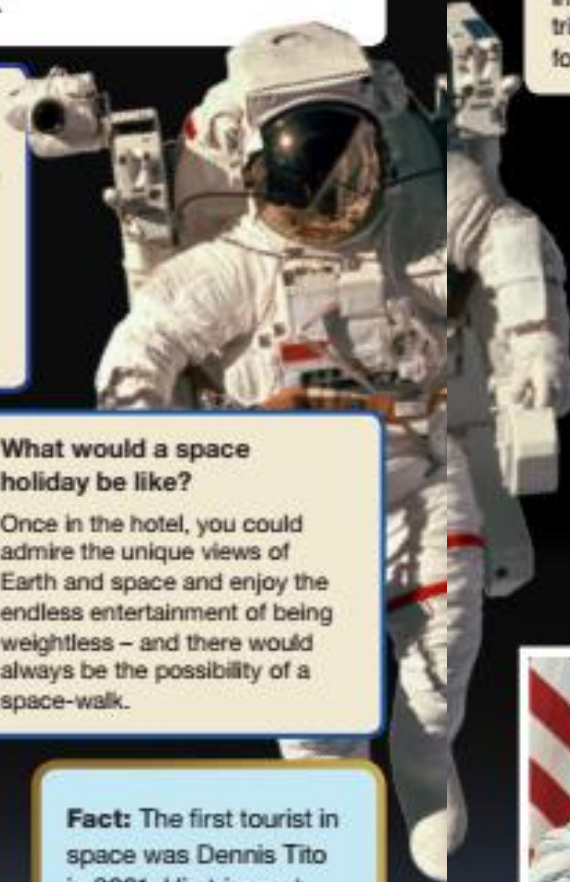 What would a space
holiday be like?
Once in the hotel, you could
admire the unique views of
Earth and space and enjoy the
endless entertainment of being
weightless – and there would
always be the possibility of a
space-walk.
Fact: The first tourist in
space was Dennis Tito